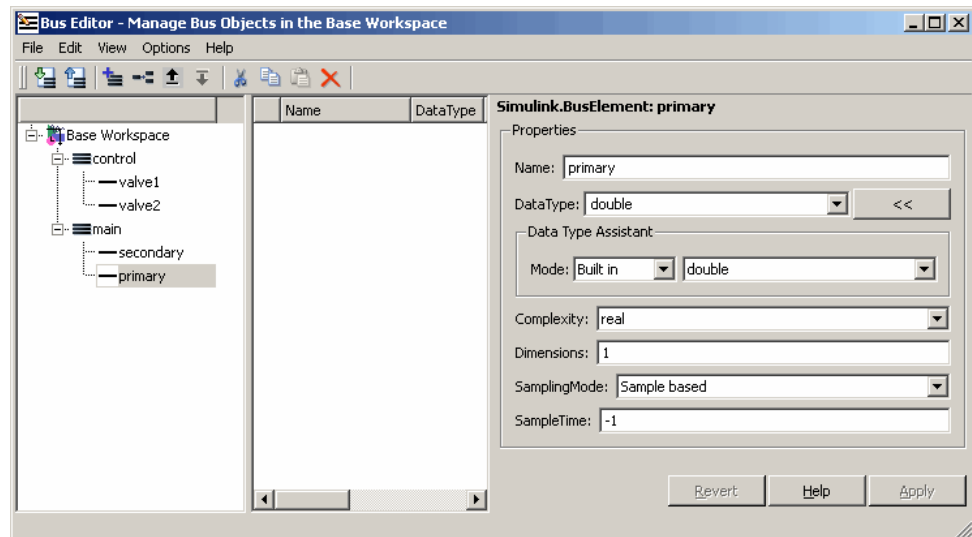 Bus Editor - Manage Bus Objects in the Base Workspace
File Edit View Options Help
Name DataType
Base Workspace
control
valve1
valve2
main
secondary
primary
Simulink.BusElement: primary
Properties
Name: primary
DataType: double <<
Data Type Assistant
Mode: Built in double
Complexity: real
Dimensions: 1
SamplingMode: Sample based
SampleTime: -1
Revert Help Apply